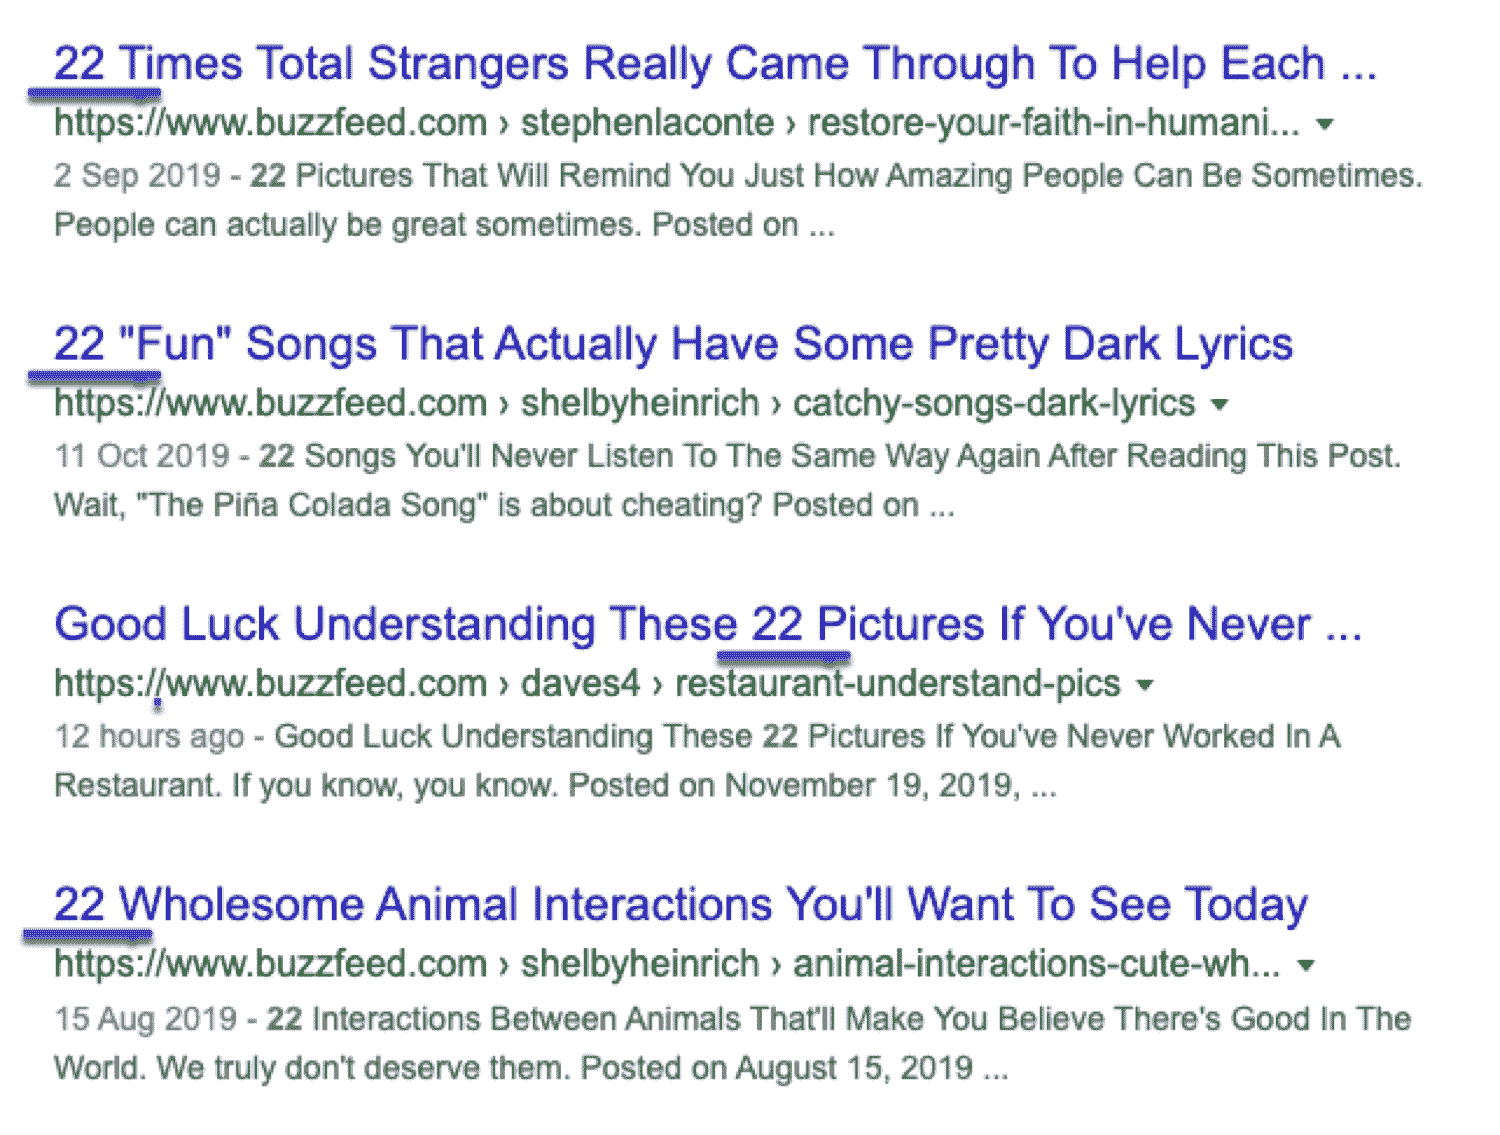 22 Times Total Strangers Really Came Through To Help Each ...
https://www.buzzfeed.com › stephenlaconte › restore-your-faith-in-humani...
2 Sep 2019 - 22 Pictures That Will Remind You Just How Amazing People Can Be Sometimes.
People can actually be great sometimes. Posted on ...
22 "Fun" Songs That Actually Have Some Pretty Dark Lyrics
https://www.buzzfeed.com › shelbyheinrich › catchy-songs-dark-lyrics
11 Oct 2019 - 22 Songs You'll Never Listen To The Same Way Again After Reading This Post.
Wait, "The Piña Colada Song" is about cheating? Posted on ...
Good Luck Understanding These 22 Pictures If You've Never ...
https://www.buzzfeed.com › daves4 › restaurant-understand-pics
12 hours ago - Good Luck Understanding These 22 Pictures If You've Never Worked In A
Restaurant. If you know, you know. Posted on November 19, 2019, ...
22 Wholesome Animal Interactions You'll Want To See Today
https://www.buzzfeed.com › shelbyheinrich › animal-interactions-cute-wh...
15 Aug 2019 - 22 Interactions Between Animals That'll Make You Believe There's Good In The
World. We truly don't deserve them. Posted on August 15, 2019 ...